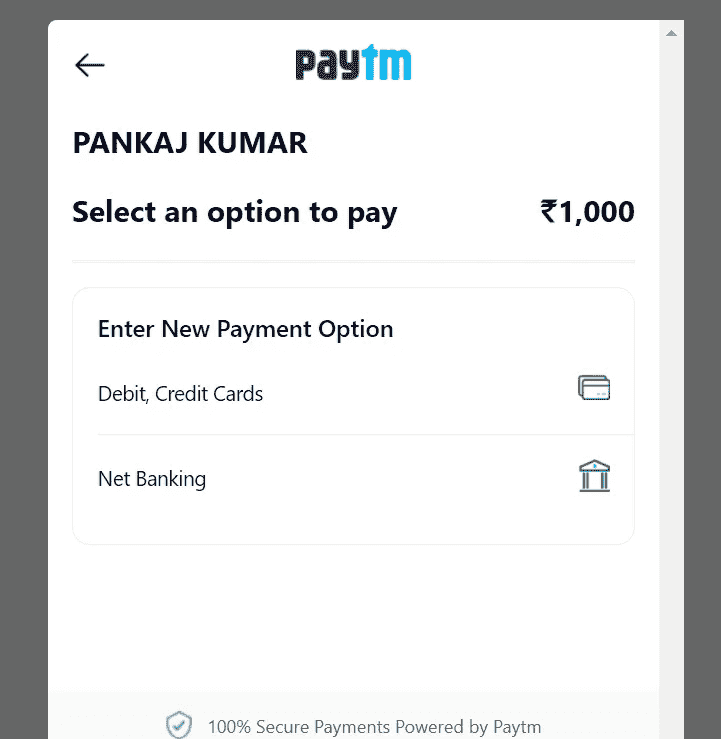 paytm
PANKAJ KUMAR
Select an option to pay ₹1,000
Enter New Payment Option
Debit, Credit Cards
Net Banking
100% Secure Payments Powered by Paytm